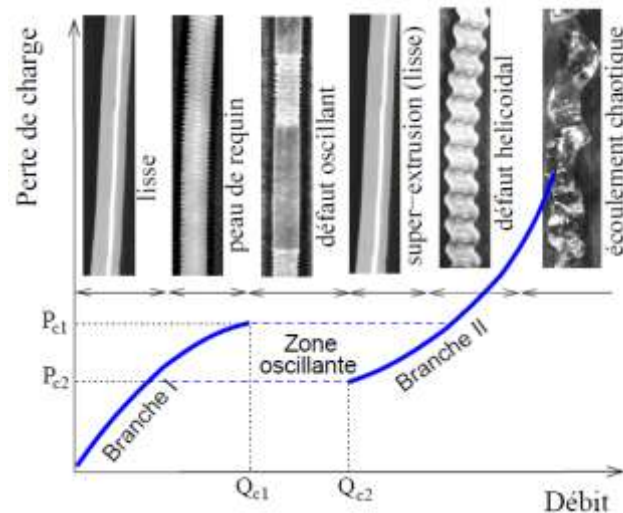 Perte de charge
lisse
peau de requin
défaut oscillant
super-extrusion (lisse)
défaut helicoidal
écoulement chaotique
Pc1
Zone
oscillante
Pc2
Branche I
Branche II
Qc1
Qc2
Débit